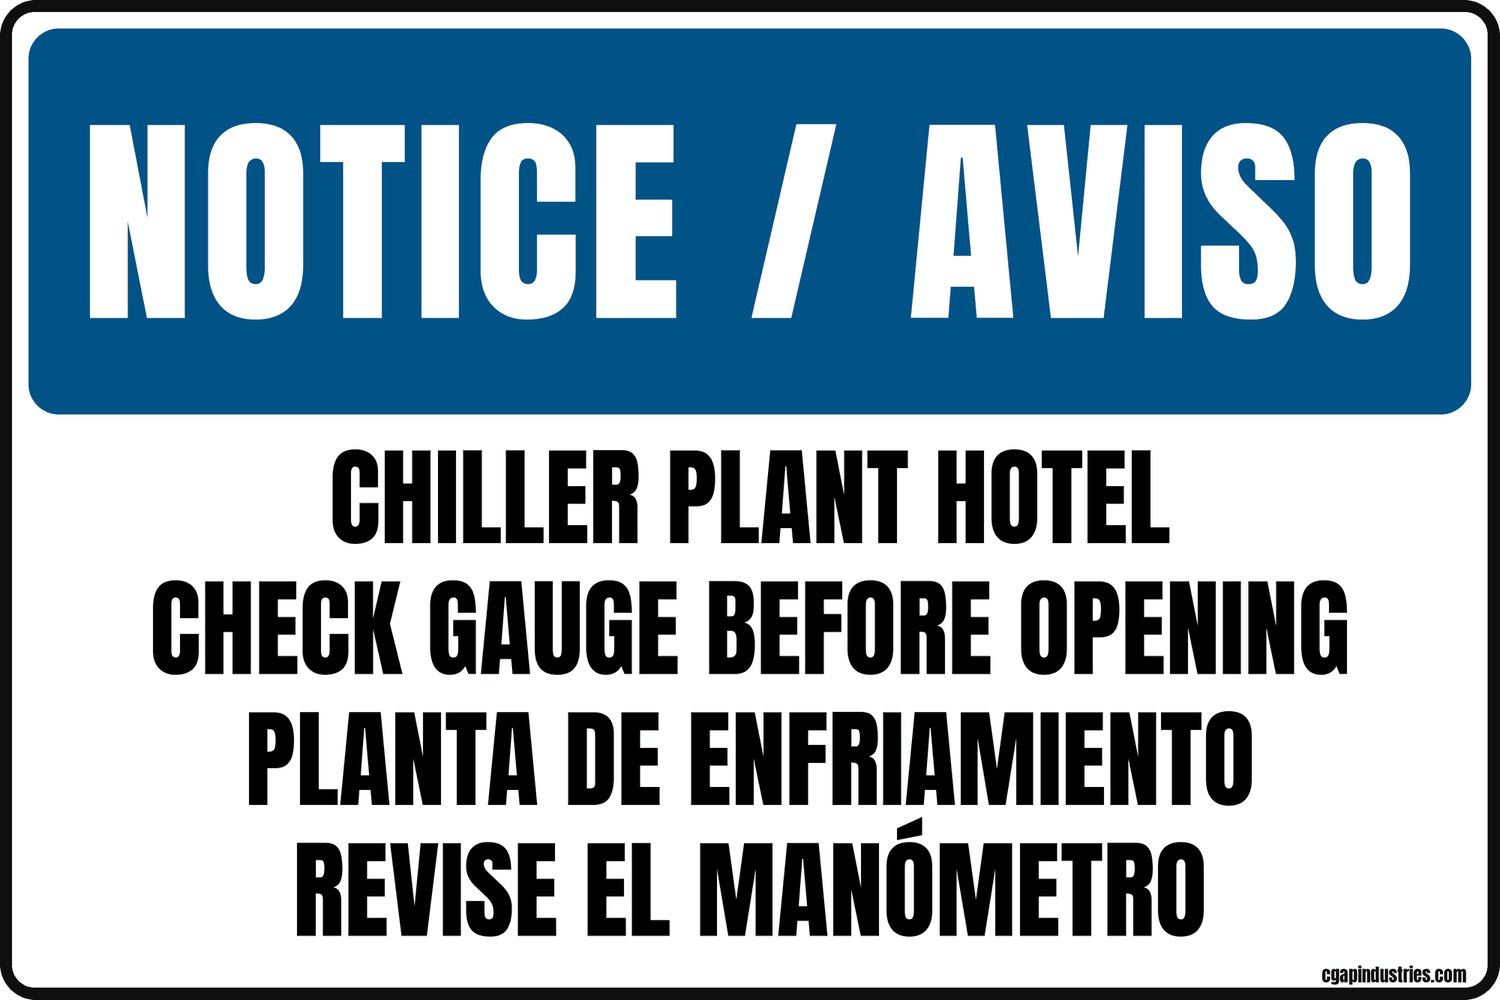 NOTICE / AVISO
CHILLER PLANT HOTEL
CHECK GAUGE BEFORE OPENING
PLANTA DE ENFRIAMIENTO
REVISE EL MANÓMETRO
cgapindustries.com